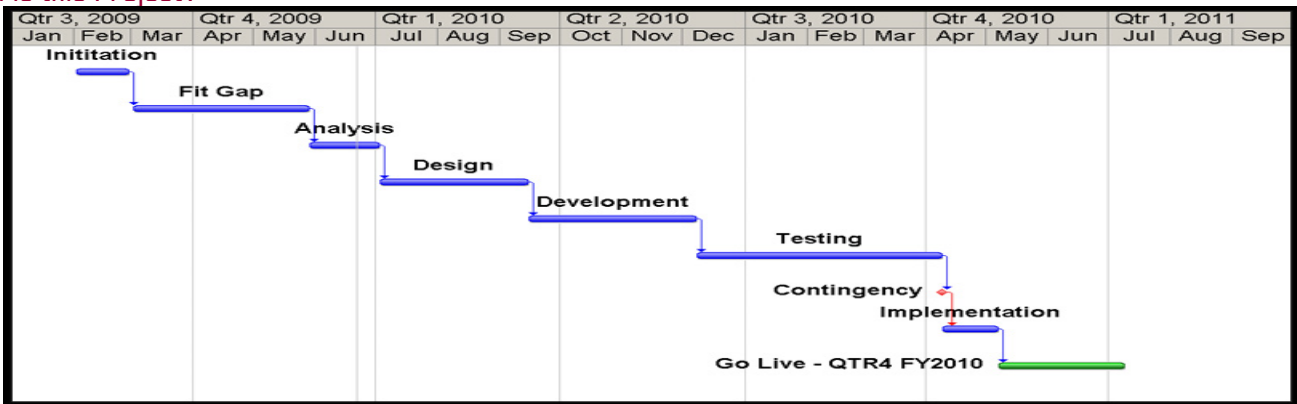 Qtr 3, 2009 Qtr 4, 2009 Qtr 1, 2010 Qtr 2, 2010 Qtr 3, 2010 Qtr 4, 2010 Qtr 1, 2011
Jan Feb Mar Apr May Jun Jul Aug Sep Oct Nov Dec Jan Feb Mar Apr May Jun Jul Aug Sep
Inititation
Fit Gap
Analysis
Design
Development
Testing
Contingency
Implementation
Go Live - QTR4 FY2010